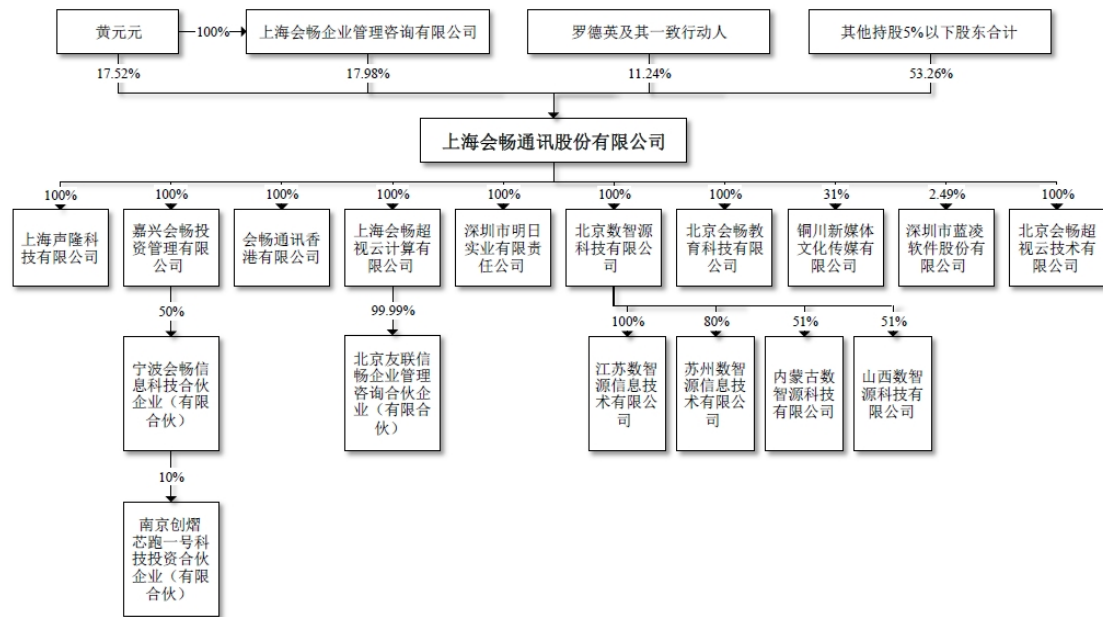 黄元元
100%
上海会畅企业管理咨询有限公司
罗德英及其一致行动人
其他持股5%以下股东合计
17.52%
17.98%
11.24%
53.26%
上海会畅通讯股份有限公司
100%
100%
100%
100%
100%
100%
100%
31%
2.49%
100%
上海声隆科
技有限公司
嘉兴会畅投
资管理有限
公司
会畅通讯香
港有限公司
上海会畅超
视云计算有
限公司
深圳市明日
实业有限责
任公司
北京数智源
科技有限公
司
北京会畅教
育科技有限
公司
铜川新媒体
文化传媒有
限公司
深圳市蓝凌
软件股份有
限公司
北京会畅超
视云技术有
限公司
50%
99.99%
100%
80%
51%
51%
宁波会畅信
息科技合伙
企业（有限
合伙）
北京友联信
畅企业管理
咨询合伙企
业（有限合
伙）
江苏数智
源信息技
术有限公
司
苏州数智
源信息技
术有限公
司
内蒙古数
智源科技
有限公司
山西数智
源科技有
限公司
10%
南京创熠
芯跑一号科
技投资合伙
企业（有限
合伙）